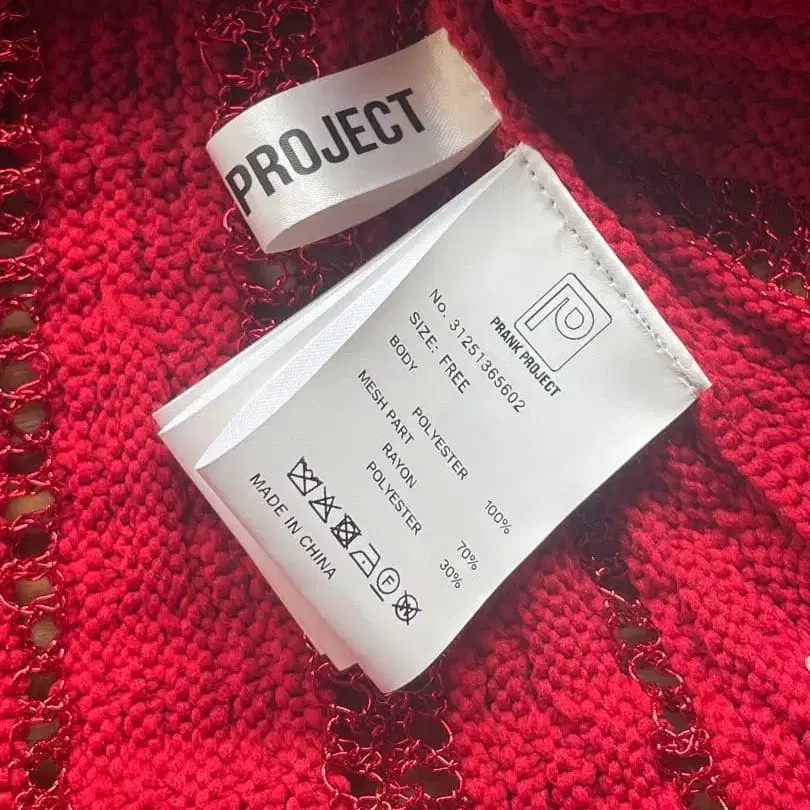 PROJECT
P
PRANK PROJECT
No. 31251365602
SIZE: FREE
BODY
POLYESTER 100%
MESH PART
RAYON 70%
POLYESTER 30%
F
W
MADE IN CHINA